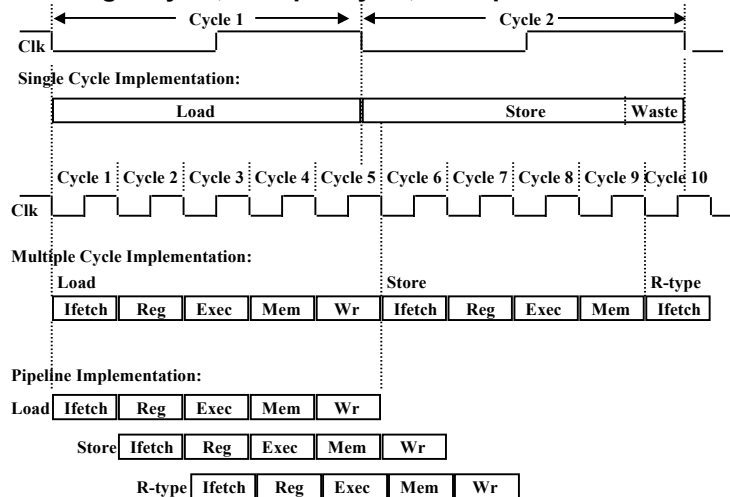 Cycle 1 Cycle 2
Clk
Single Cycle Implementation:
Load Store Waste
Cycle 1 Cycle 2 Cycle 3 Cycle 4 Cycle 5 Cycle 6 Cycle 7 Cycle 8 Cycle 9 Cycle 10
Clk
Multiple Cycle Implementation:
Load Store R-type
Ifetch Reg Exec Mem Wr Ifetch Reg Exec Mem Ifetch
Pipeline Implementation:
Load Ifetch Reg Exec Mem Wr
Store Ifetch Reg Exec Mem Wr
R-type Ifetch Reg Exec Mem Wr